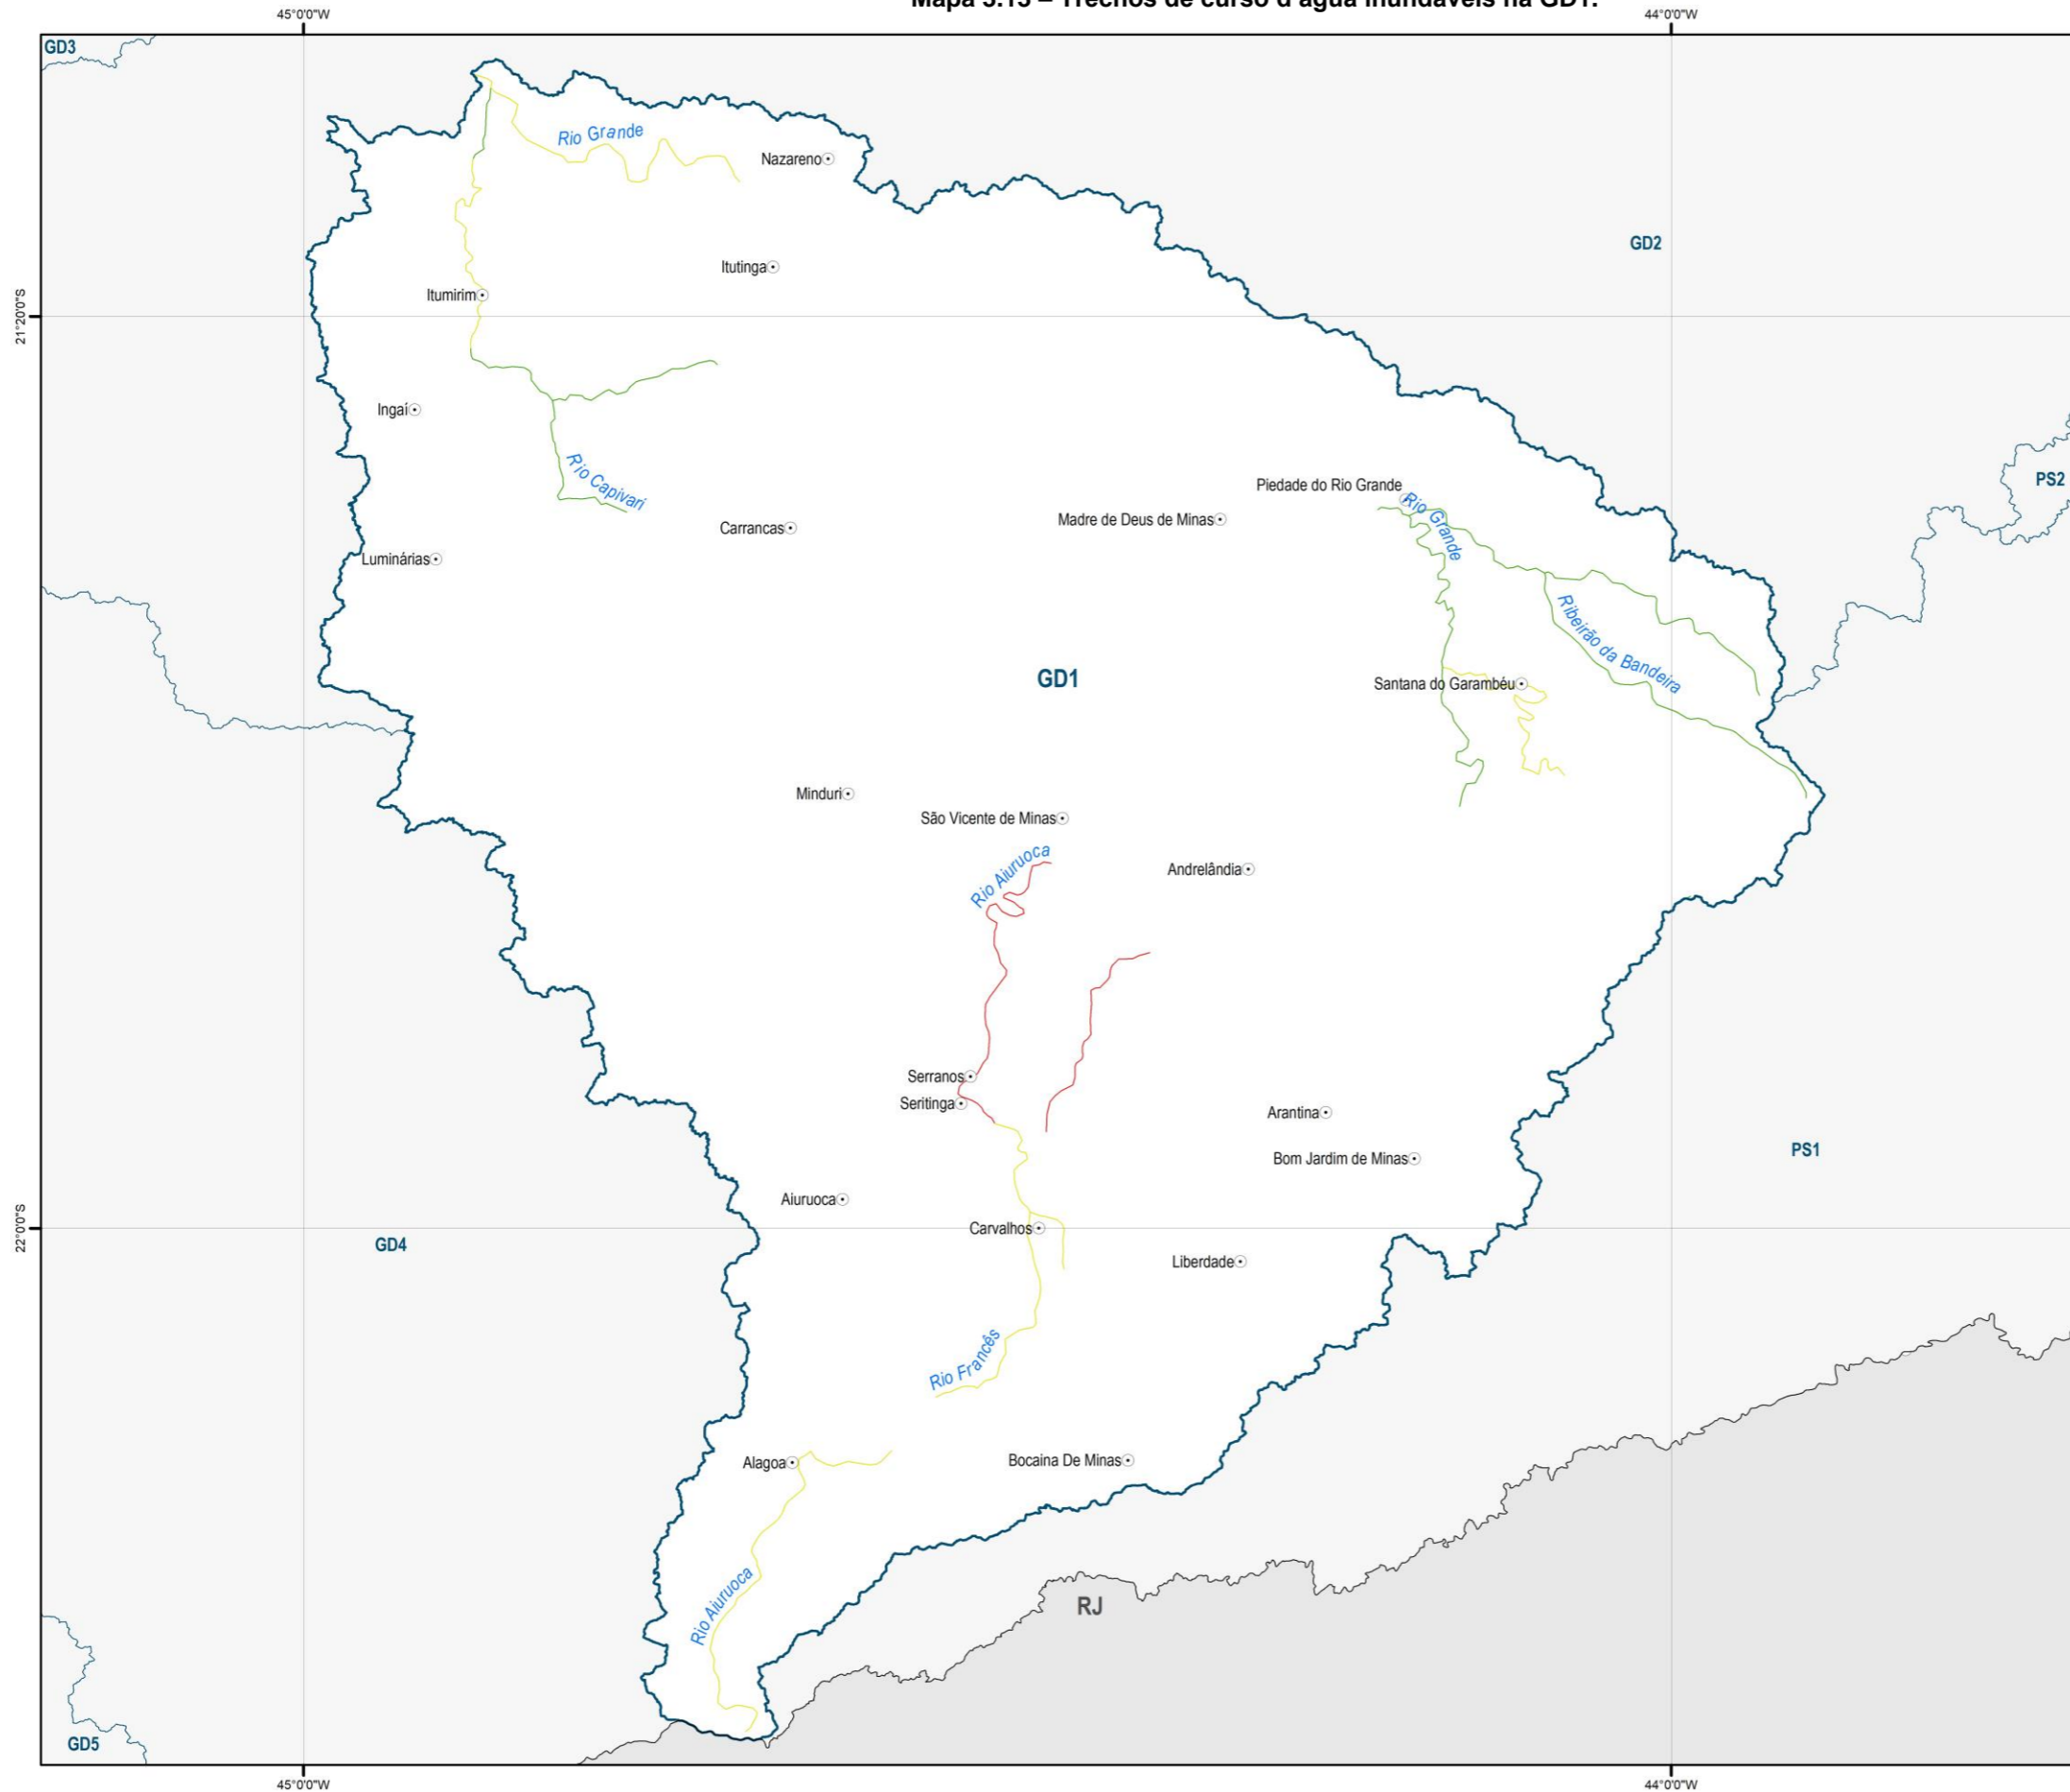 Mapa 3.13 – Trechos de curso d'água inundáveis na GD1.
45°0'0"W
44°0'0"W
GD3
Rio Grande
Nazareno
GD2
Itutinga
Itumirim
21°20'0"S
Ingaí
Rio Capivari
Piedade do Rio Grande
Rio Grande
PS2
Madre de Deus de Minas
Carrancas
Luminárias
Ribeirão da Bandeira
GD1
Santana do Garambéu
Minduri
São Vicente de Minas
Rio Aiuruoca
Andrelândia
Serranos
Seritinga
Arantina
Bom Jardim de Minas
PS1
Aiuruoca
22°0'0"S
Carvalhos
GD4
Liberdade
Rio Francês
Alagoa
Bocaina De Minas
Rio Aiuruoca
RJ
GD5
45°0'0"W
44°0'0"W